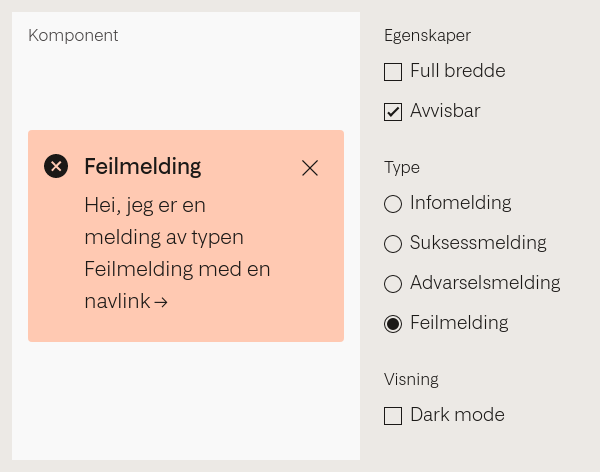 Komponent
Feilmelding
Hei, jeg er en
melding av typen
Feilmelding med en
navlink →
Egenskaper
Full bredde
Avvisbar
Type
Infomelding
Suksessmelding
Advarselsmelding
Feilmelding
Visning
Dark mode